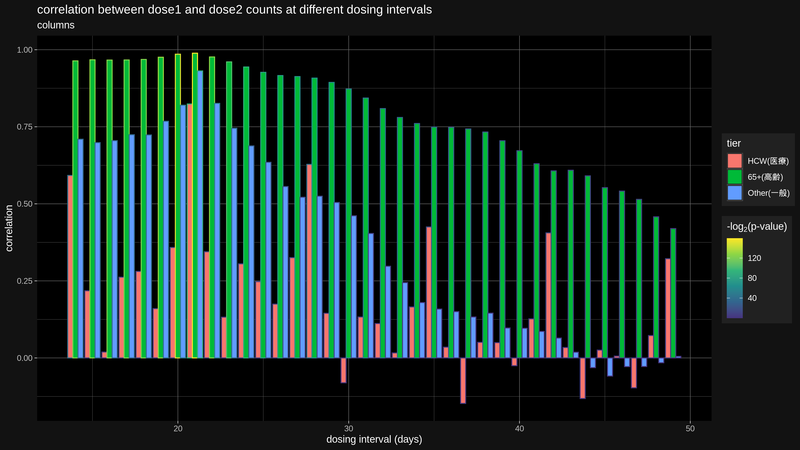 correlation between dose1 and dose2 counts at different dosing intervals
columns
1.00
0.75
0.50
0.25
0.00
correlation
20
30
40
50
dosing interval (days)
tier
HCW(医療)
65+(高齢)
Other(一般)
-log₂(p-value)
120
80
40